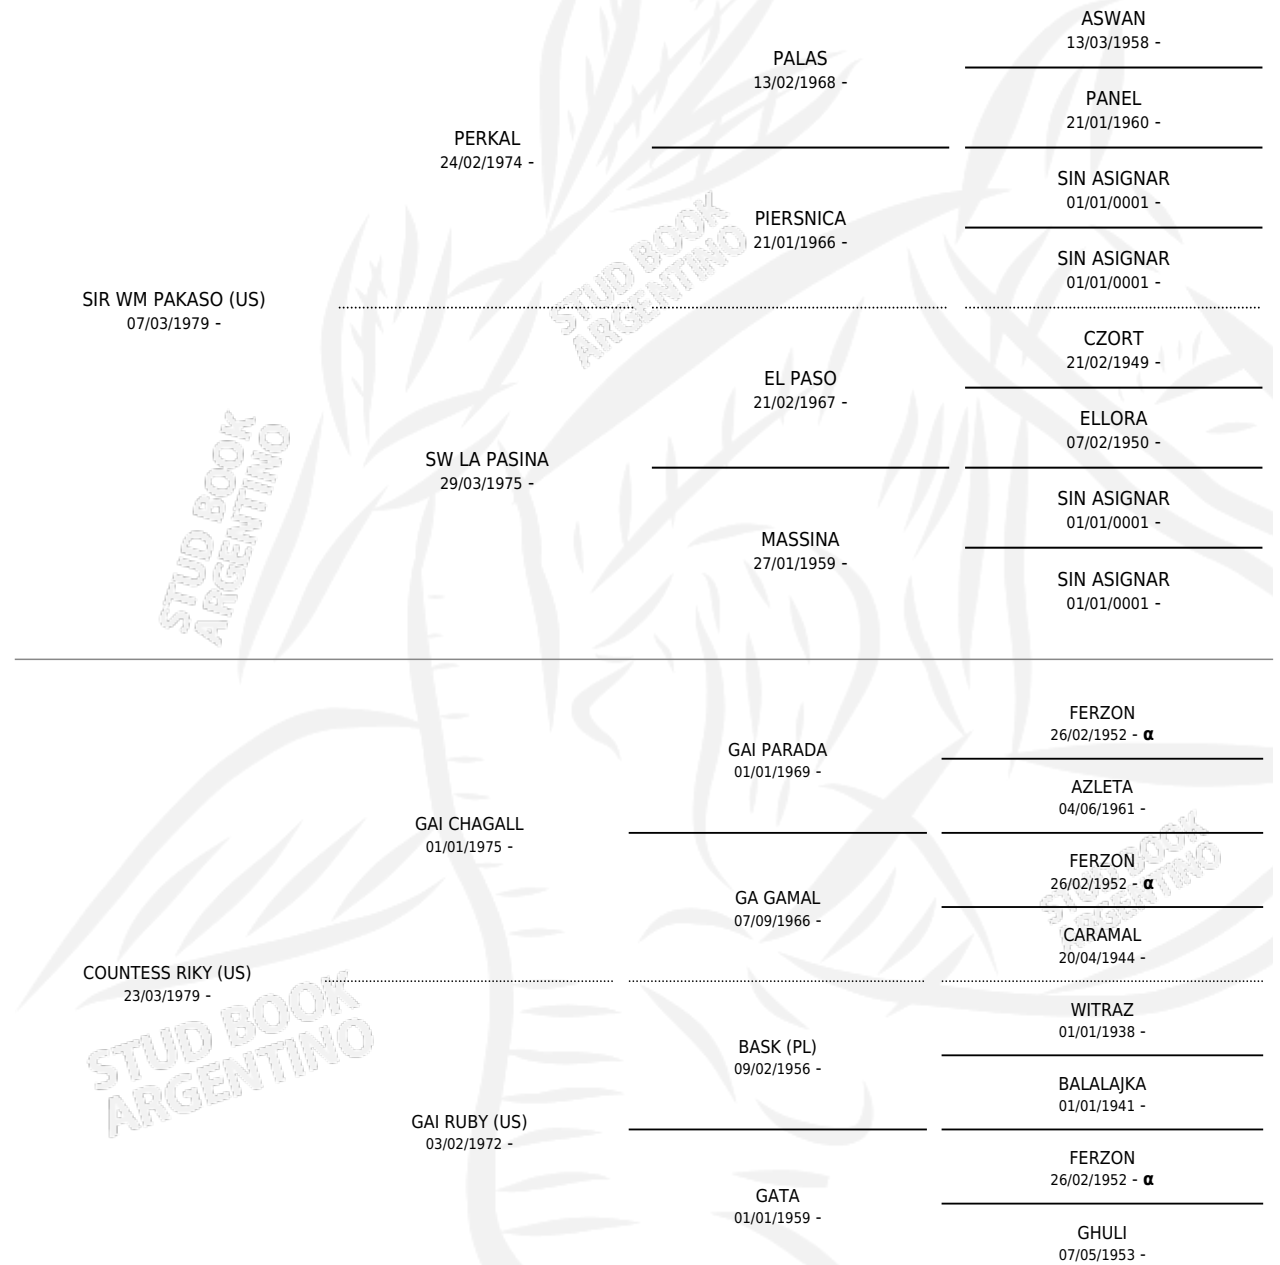 ASWAN
13/03/1958 -
PALAS
13/02/1968 -
PANEL
21/01/1960 -
PERKAL
24/02/1974 -
SIN ASIGNAR
01/01/0001 -
PIERSNICA
21/01/1966 -
SIN ASIGNAR
01/01/0001 -
SIR WM PAKASO (US)
07/03/1979 -
CZORT
21/02/1949 -
EL PASO
21/02/1967 -
ELLORA
07/02/1950 -
SW LA PASINA
29/03/1975 -
SIN ASIGNAR
01/01/0001 -
MASSINA
27/01/1959 -
SIN ASIGNAR
01/01/0001 -
FERZON
26/02/1952 - α
GAI PARADA
01/01/1969 -
AZLETA
04/06/1961 -
GAI CHAGALL
01/01/1975 -
FERZON
26/02/1952 - α
GA GAMAL
07/09/1966 -
CARAMAL
20/04/1944 -
COUNTESS RIKY (US)
23/03/1979 -
WITRAZ
01/01/1938 -
BASK (PL)
09/02/1956 -
BALALAJKA
01/01/1941 -
GAI RUBY (US)
03/02/1972 -
FERZON
26/02/1952 - α
GATA
01/01/1959 -
GHULI
07/05/1953 -
STUD BOOK
ARGENTINO
STUD BOOK
ARGENTINO
STUD BOOK
ARGENTINO
STUD BOOK
ARGENTINO